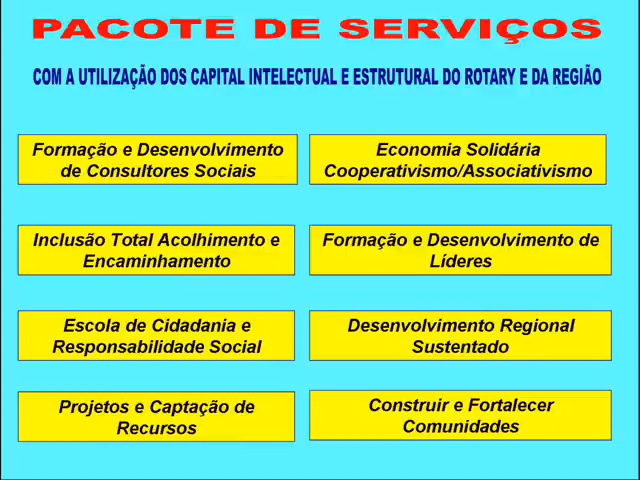 PACOTE DE SERVIÇOS
COM A UTILIZAÇÃO DOS CAPITAL INTELECTUAL E ESTRUTURAL DO ROTARY E DA REGIÃO
Formação e Desenvolvimento
de Consultores Sociais
Economia Solidária
Cooperativismo/Associativismo
Inclusão Total Acolhimento e
Encaminhamento
Formação e Desenvolvimento de
Líderes
Escola de Cidadania e
Responsabilidade Social
Desenvolvimento Regional
Sustentado
Projetos e Captação de
Recursos
Construir e Fortalecer
Comunidades